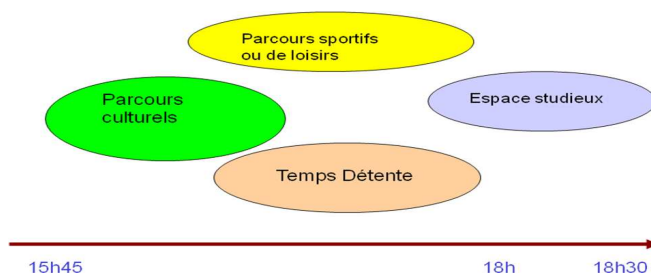 Parcours sportifs
ou de loisirs
Parcours
culturels
Espace studieux
Temps Détente
15h45
18h
18h30